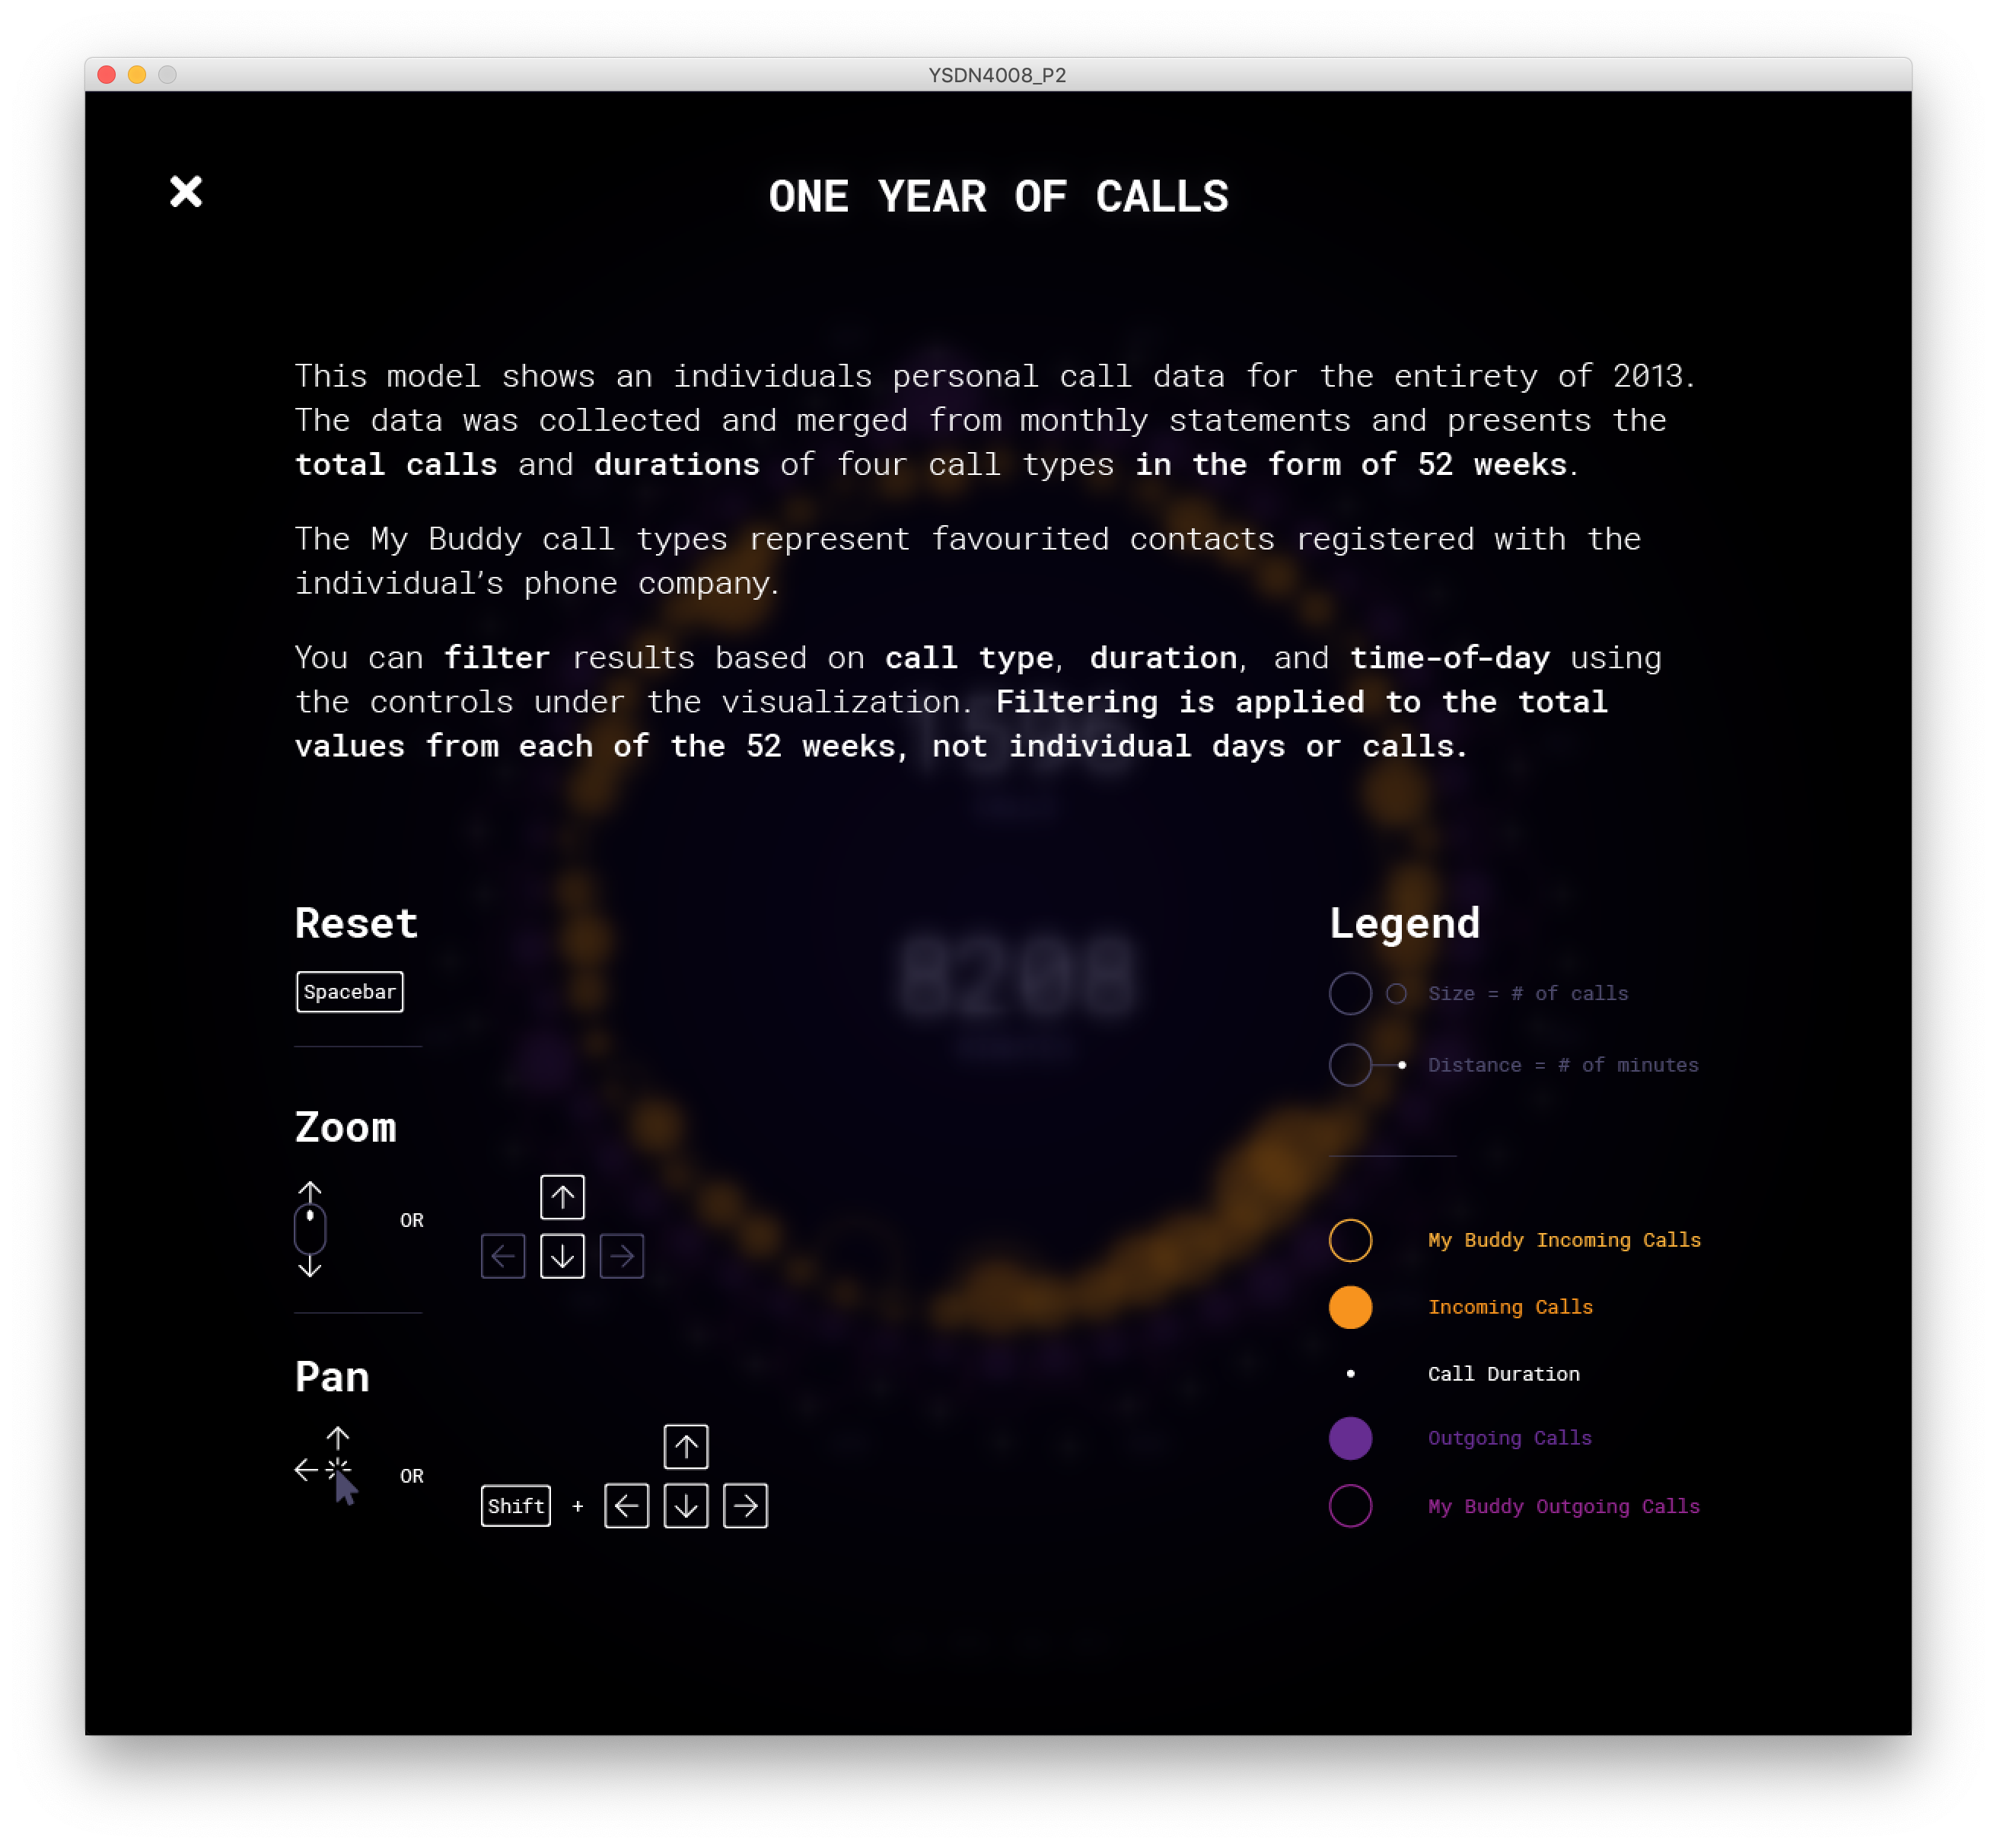 YSDN4008_P2
ONE YEAR OF CALLS
This model shows an individuals personal call data for the entirety of 2013.
The data was collected and merged from monthly statements and presents the
total calls and durations of four call types in the form of 52 weeks.
The My Buddy call types represent favourited contacts registered with the
individual’s phone company.
You can filter results based on call type, duration, and time-of-day using
the controls under the visualization. Filtering is applied to the total
values from each of the 52 weeks, not individual days or calls.
8208
Reset
Spacebar
Zoom
OR
Pan
OR
Shift +
Legend
Size = # of calls
Distance = # of minutes
My Buddy Incoming Calls
Incoming Calls
Call Duration
Outgoing Calls
My Buddy Outgoing Calls